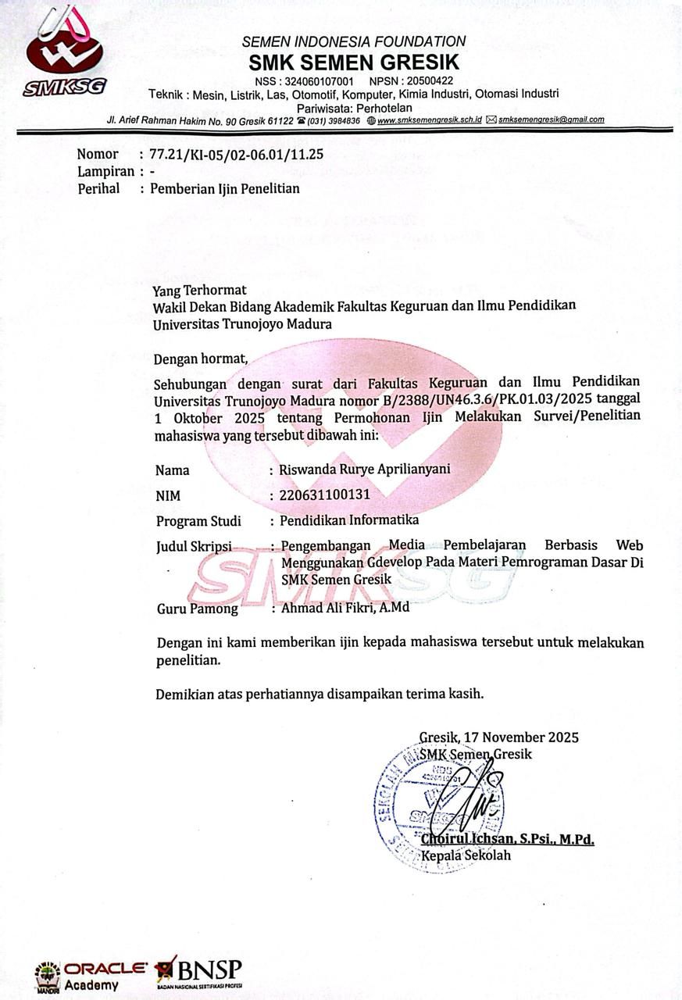 SMKSG
SEMEN INDONESIA FOUNDATION
SMK SEMEN GRESIK
NSS : 324060107001 NPSN : 20500422
Teknik : Mesin, Listrik, Las, Otomotif, Komputer, Kimia Industri, Otomasi Industri
Pariwisata: Perhotelan
Jl. Arief Rahman Hakim No. 90 Gresik 61122 ☎ (031) 3984836 www.smksemengresik.sch.id smksemengresik@gmail.com
Nomor : 77.21/KI-05/02-06.01/11.25
Lampiran : -
Perihal : Pemberian Ijin Penelitian
Yang Terhormat
Wakil Dekan Bidang Akademik Fakultas Keguruan dan Ilmu Pendidikan
Universitas Trunojoyo Madura
Dengan hormat,
Sehubungan dengan surat dari Fakultas Keguruan dan Ilmu Pendidikan
Universitas Trunojoyo Madura nomor B/2388/UN46.3.6/PK.01.03/2025 tanggal
1 Oktober 2025 tentang Permohonan Ijin Melakukan Survei/Penelitian
mahasiswa yang tersebut dibawah ini:
Nama : Riswanda Rurye Aprilianyani
NIM : 220631100131
Program Studi : Pendidikan Informatika
Judul Skripsi : Pengembangan Media Pembelajaran Berbasis Web
Menggunakan Gdevelop Pada Materi Pemrograman Dasar Di
SMK Semen Gresik
SMKSG
Guru Pamong : Ahmad Ali Fikri, A.Md
Dengan ini kami memberikan ijin kepada mahasiswa tersebut untuk melakukan
penelitian.
Demikian atas perhatiannya disampaikan terima kasih.
Gresik, 17 November 2025
SMK Semen Gresik
NDS
SMKSG
Choirul Ichsan, S.Psi., M.Pd.
Kepala Sekolah
MANDIRI
ORACLE
Academy
BNSP
BADAN NASIONAL SERTIFIKASI PROFESI